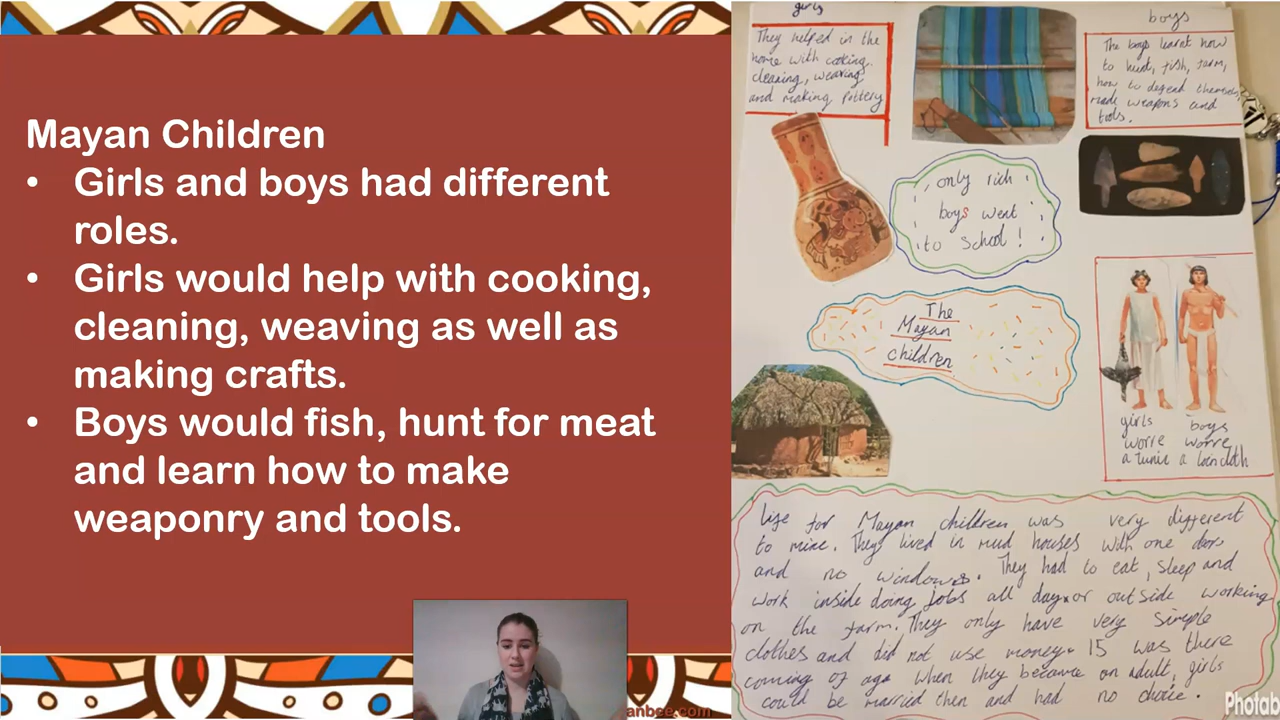 Mayan Children
• Girls and boys had different
roles.
• Girls would help with cooking,
cleaning, weaving as well as
making crafts.
• Boys would fish, hunt for meat
and learn how to make
weaponry and tools.
girls
They helped in the
home with cooking.
cleaning, weaving
and making Pottery
boys
The boys learnt how
to hunt, fish, farm,
how to defend themselves,
made weapons and
tools.
only rich
boys went
to school!
The
Mayan
children
girls
worre
a tunic
boys
worre
a loin cloth
Life for Mayan children was very different
to mine. They lived in mud houses with one door
and no windows. They had to eat, sleep and
work inside doing jobs all day or outside working
on the farm. They only have very simple
clothes and did not use money. 15 was there
coming of age when they became an adult, girls
could be married then and had no choice
anbee.com
Photab